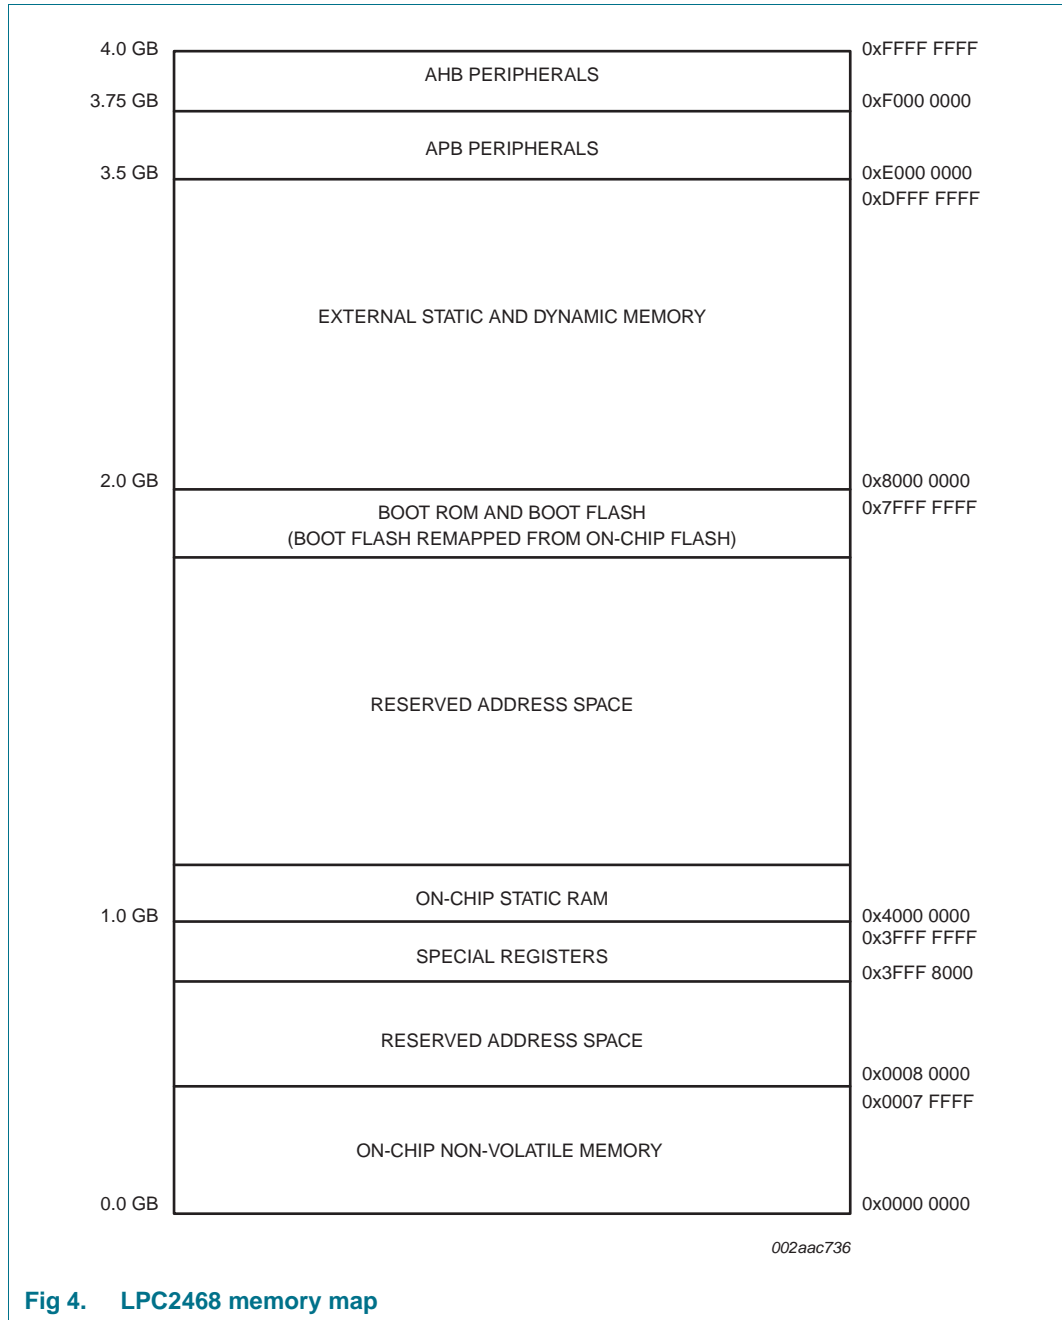 4.0 GB
0xFFFF FFFF
AHB PERIPHERALS
3.75 GB
0xF000 0000
APB PERIPHERALS
3.5 GB
0xE000 0000
0xDFFF FFFF
EXTERNAL STATIC AND DYNAMIC MEMORY
2.0 GB
0x8000 0000
0x7FFF FFFF
BOOT ROM AND BOOT FLASH
(BOOT FLASH REMAPPED FROM ON-CHIP FLASH)
RESERVED ADDRESS SPACE
ON-CHIP STATIC RAM
1.0 GB
0x4000 0000
0x3FFF FFFF
SPECIAL REGISTERS
0x3FFF 8000
RESERVED ADDRESS SPACE
0x0008 0000
0x0007 FFFF
ON-CHIP NON-VOLATILE MEMORY
0.0 GB
0x0000 0000
002aac736
Fig 4. LPC2468 memory map